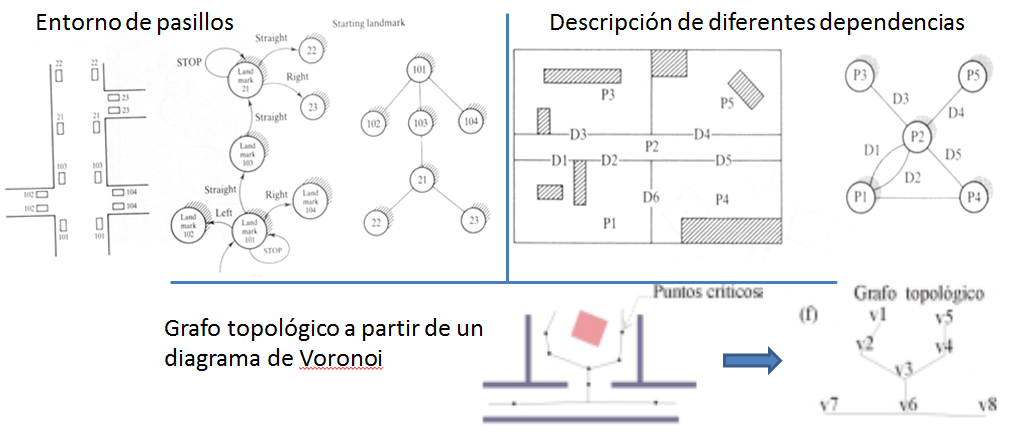 Entorno de pasillos
22
22
23
23
21
21
103
103
102
104
102
104
101
101
STOP
Straight
22
Land
mark
21
Right
23
Straight
Land
mark
103
Straight
Right
Land
mark
104
Left
Land
mark
102
Land
mark
101
STOP
Starting landmark
101
102
103
104
21
22
23
Descripción de diferentes dependencias
P3
P5
D3
D4
P2
D1
D2
D5
D6
P4
P1
P3
P5
D3
D4
P2
D1
D5
D2
P1
P4
Grafo topológico a partir de un
diagrama de Voronoi
Puntos críticos:
Grafo topológico
(f)
v1
v5
v2
v4
v3
v7
v6
v8